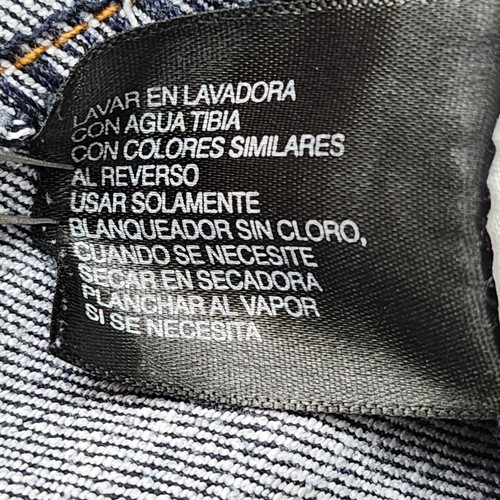 LAVAR EN LAVADORA
CON AGUA TIBIA
CON COLORES SIMILARES
AL REVERSO
USAR SOLAMENTE
BLANQUEADOR SIN CLORO,
CUANDO SE NECESITE
SECAR EN SECADORA
PLANCHAR AL VAPOR
SI SE NECESITA